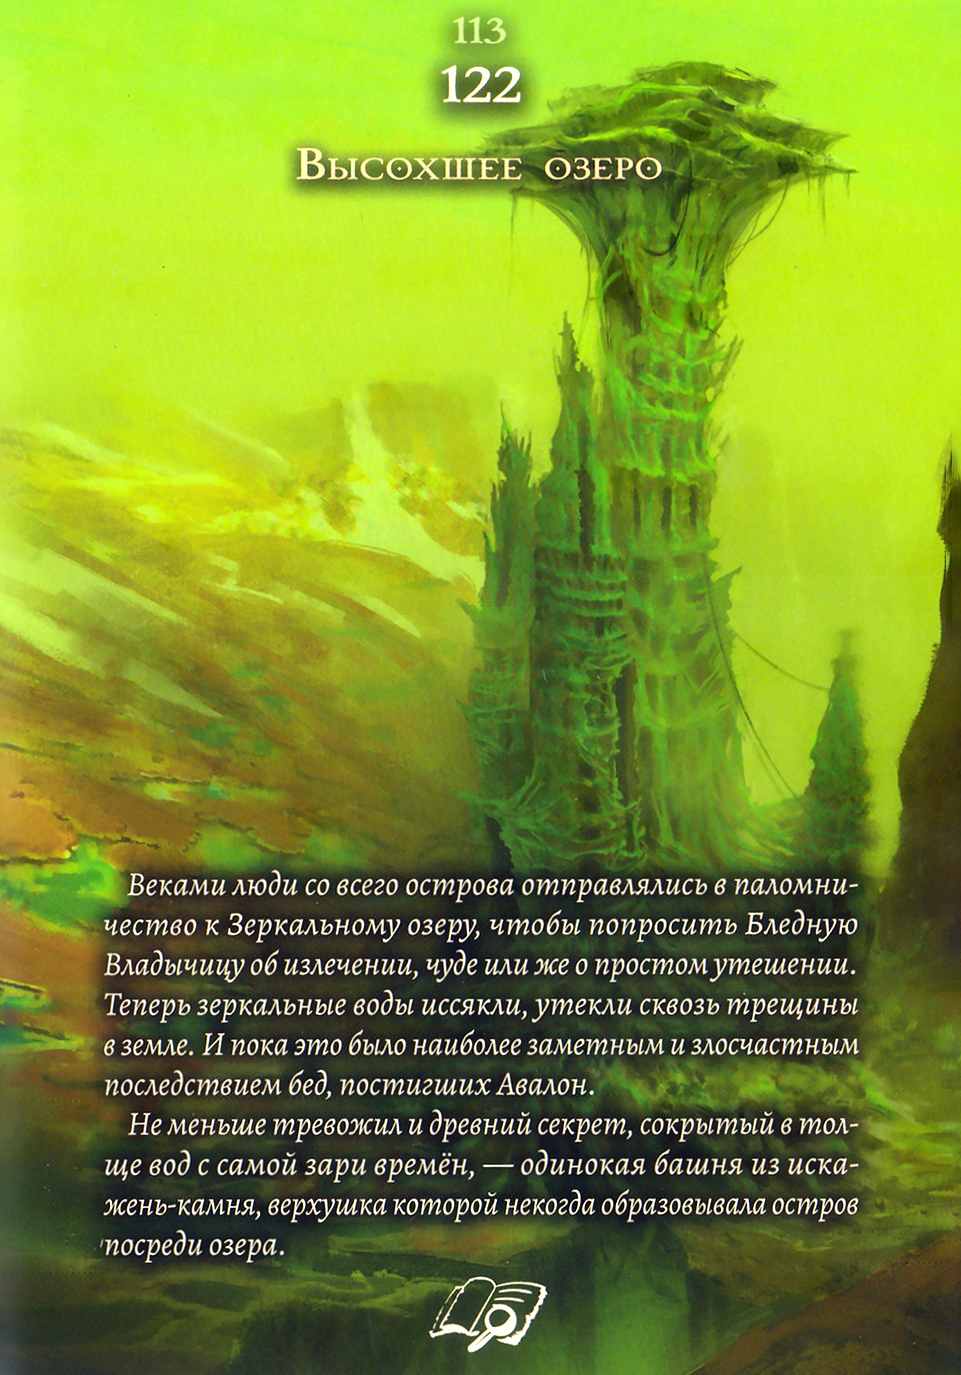 113
122
Высохшее озеро
Веками люди со всего острова отправлялись в паломни-
чество к Зеркальному озеру, чтобы попросить Бледную
Владычицу об излечении, чуде или же о простом утешении.
Теперь зеркальные воды иссякли, утекли сквозь трещины
в земле. И пока это было наиболее заметным и злосчастным
последствием бед, постигших Авалон.
Не меньше тревожил и древний секрет, сокрытый в тол-
ще вод с самой зари времён, — одинокая башня из иска-
жень-камня, верхушка которой некогда образовывала остров
посреди озера.